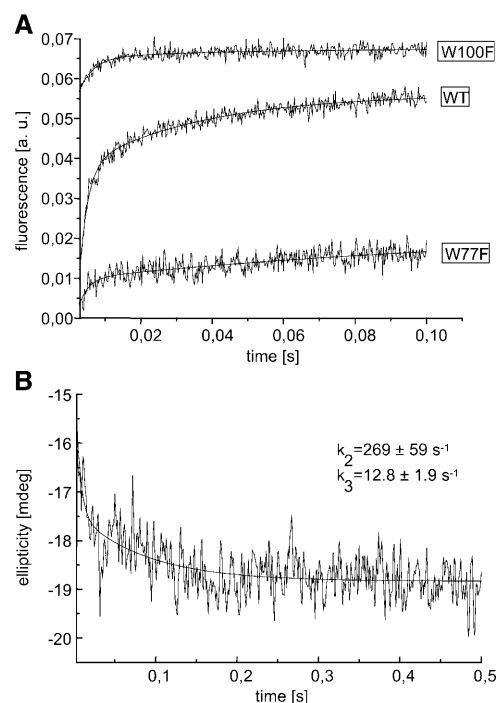 A
0,07
0,06
0,05
0,04
0,03
0,02
0,01
0,00
fluorescence [a. u.]
W100F
WT
W77F
0,02 0,04 0,06 0,08 0,10
time [s]
B
-15
-16
-17
-18
-19
-20
ellipticity [mdeg]
k2=269 ± 59 s-1
k3=12.8 ± 1.9 s-1
0,1 0,2 0,3 0,4 0,5
time [s]